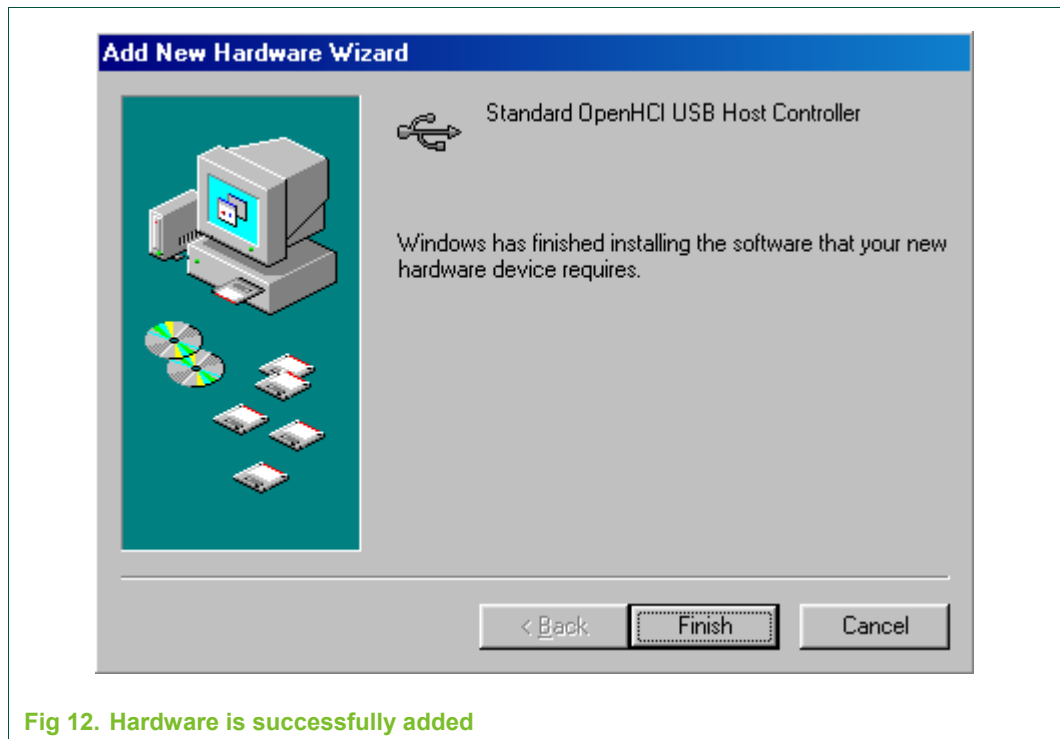 Add New Hardware Wizard
Standard OpenHCI USB Host Controller
Windows has finished installing the software that your new
hardware device requires.
< Back
Finish
Cancel
Fig 12. Hardware is successfully added